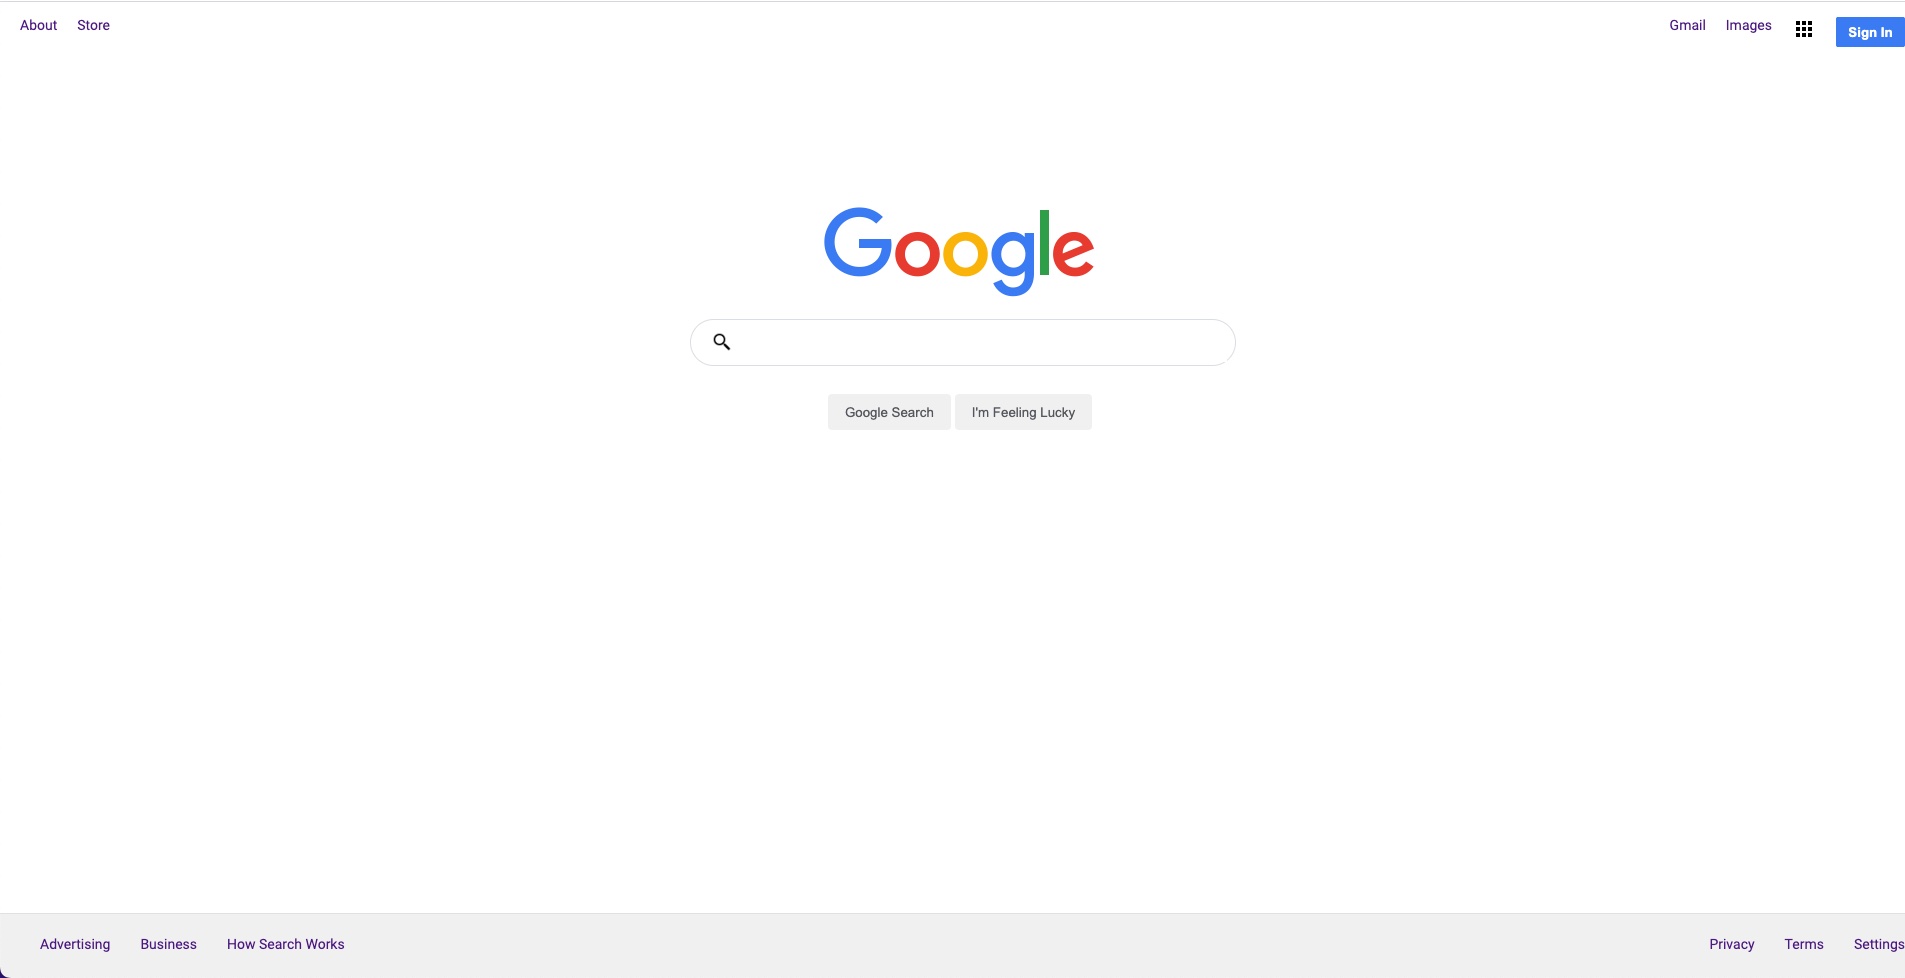 About Store Gmail Images Sign In
Google
Google Search I'm Feeling Lucky
Advertising Business How Search Works Privacy Terms Settings